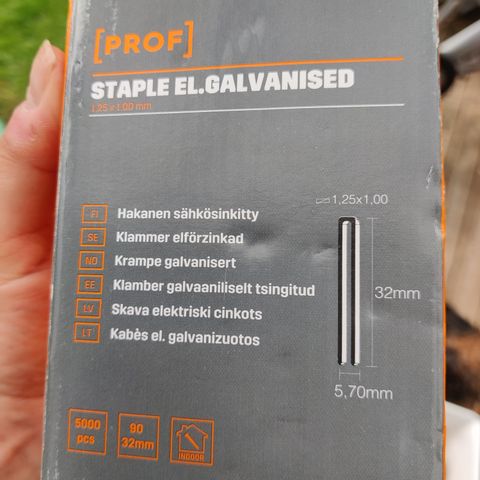 [PROF]
STAPLE EL.GALVANISED
1,25 x 1,00 mm
1,25x1,00
FI Hakanen sähkösinkitty
SE Klammer elförzinkad
NO Krampe galvanisert
EE Klamber galvaaniliselt tsingitud
LV Skava elektriski cinkots
LT Kabės el. galvanizuotos
32mm
5,70mm
5000 pcs
90 32mm
INDOOR